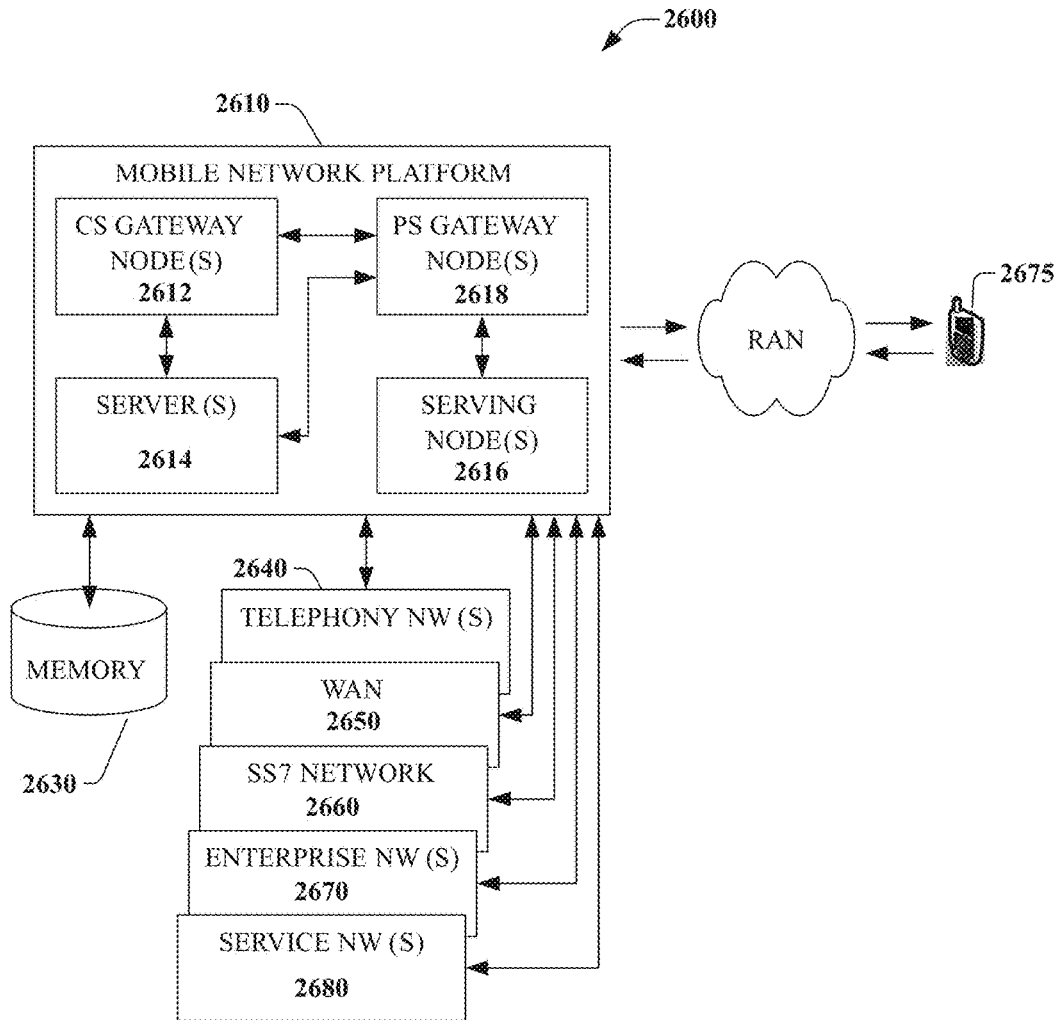 2600
2610
MOBILE NETWORK PLATFORM
CS GATEWAY
NODE(S)
2612
PS GATEWAY
NODE(S)
2618
SERVER(S)
2614
SERVING
NODE(S)
2616
RAN
2675
2640
TELEPHONY NW(S)
MEMORY
2630
WAN
2650
SS7 NETWORK
2660
ENTERPRISE NW(S)
2670
SERVICE NW(S)
2680